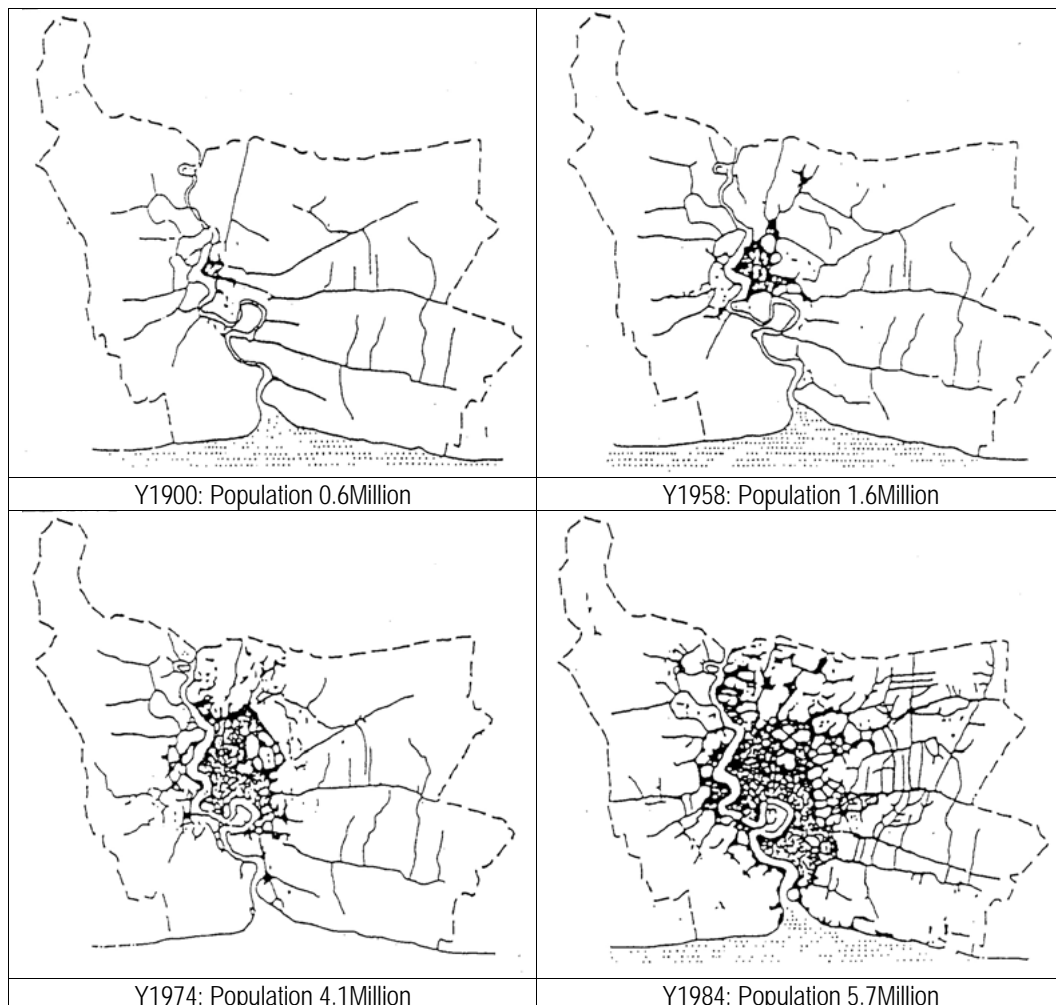 Y1900: Population 0.6Million
Y1958: Population 1.6Million
Y1974: Population 4.1Million
Y1984: Population 5.7Million